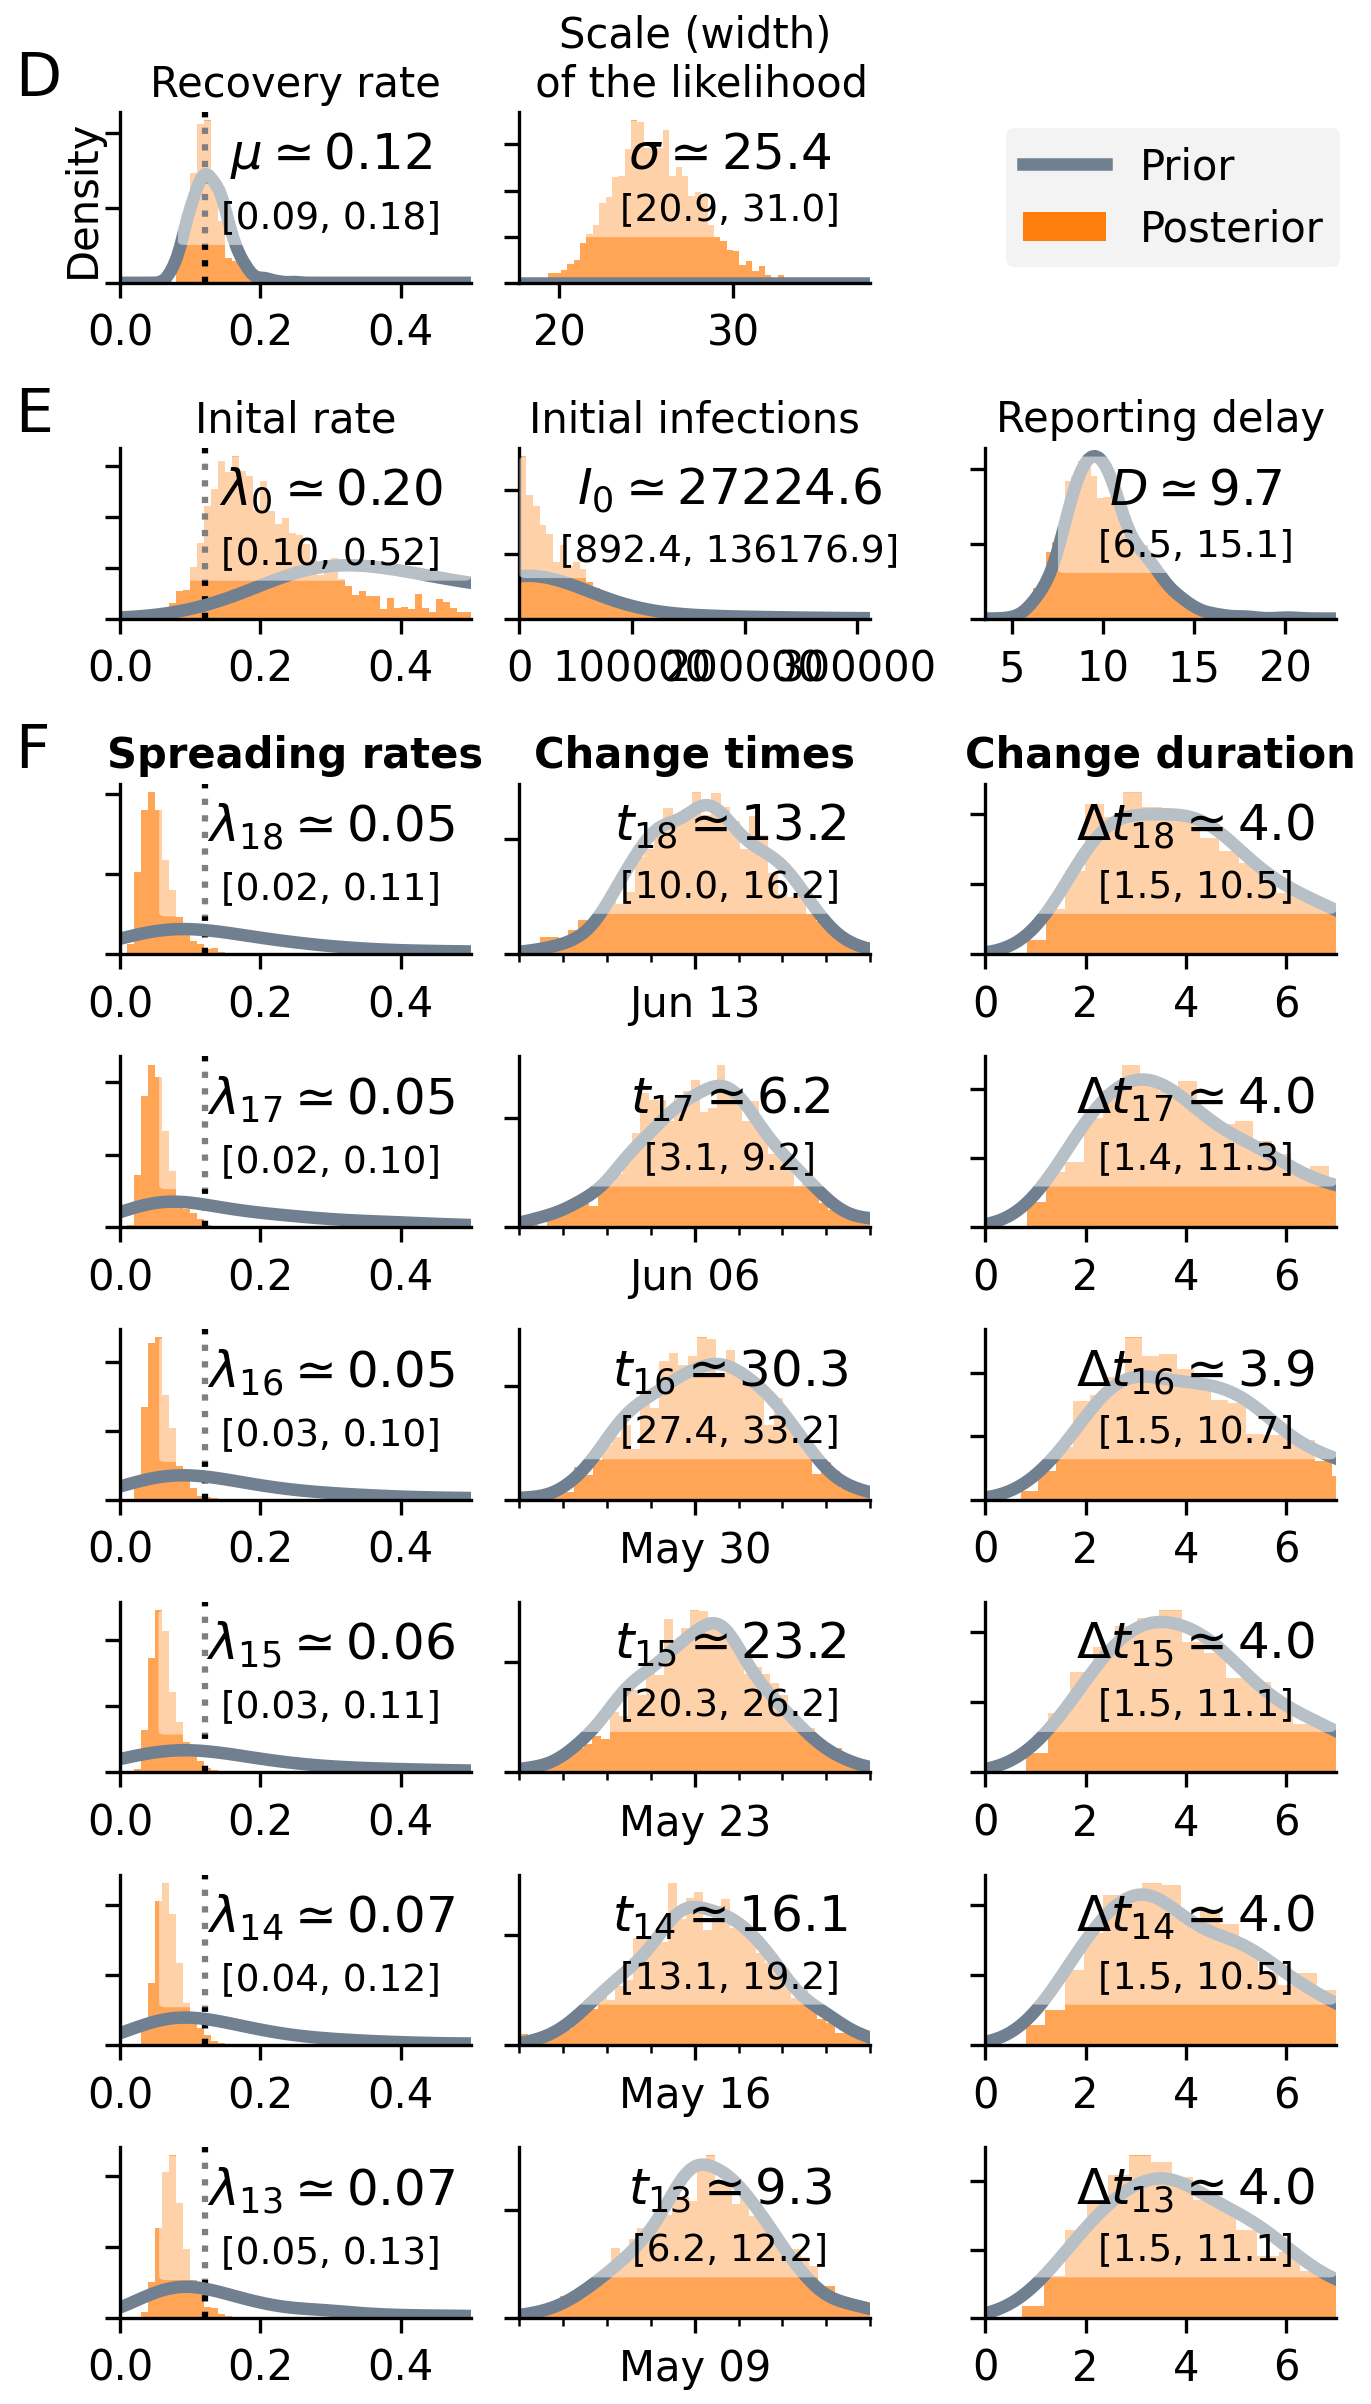 D
Recovery rate
Scale (width)
of the likelihood
Density
μ ≃ 0.12
[0.09, 0.18]
0.0 0.2 0.4
σ ≃ 25.4
[20.9, 31.0]
20 30
Prior
Posterior
E
Inital rate
λ0 ≃ 0.20
[0.10, 0.52]
0.0 0.2 0.4
Initial infections
I0 ≃ 27224.6
[892.4, 136176.9]
0 100000 200000 300000
Reporting delay
D ≃ 9.7
[6.5, 15.1]
5 10 15 20
F
Spreading rates Change times Change duration
λ18 ≃ 0.05
[0.02, 0.11]
0.0 0.2 0.4
t18 ≃ 13.2
[10.0, 16.2]
Jun 13
Δt18 ≃ 4.0
[1.5, 10.5]
0 2 4 6
λ17 ≃ 0.05
[0.02, 0.10]
0.0 0.2 0.4
t17 ≃ 6.2
[3.1, 9.2]
Jun 06
Δt17 ≃ 4.0
[1.4, 11.3]
0 2 4 6
λ16 ≃ 0.05
[0.03, 0.10]
0.0 0.2 0.4
t16 ≃ 30.3
[27.4, 33.2]
May 30
Δt16 ≃ 3.9
[1.5, 10.7]
0 2 4 6
λ15 ≃ 0.06
[0.03, 0.11]
0.0 0.2 0.4
t15 ≃ 23.2
[20.3, 26.2]
May 23
Δt15 ≃ 4.0
[1.5, 11.1]
0 2 4 6
λ14 ≃ 0.07
[0.04, 0.12]
0.0 0.2 0.4
t14 ≃ 16.1
[13.1, 19.2]
May 16
Δt14 ≃ 4.0
[1.5, 10.5]
0 2 4 6
λ13 ≃ 0.07
[0.05, 0.13]
0.0 0.2 0.4
t13 ≃ 9.3
[6.2, 12.2]
May 09
Δt13 ≃ 4.0
[1.5, 11.1]
0 2 4 6